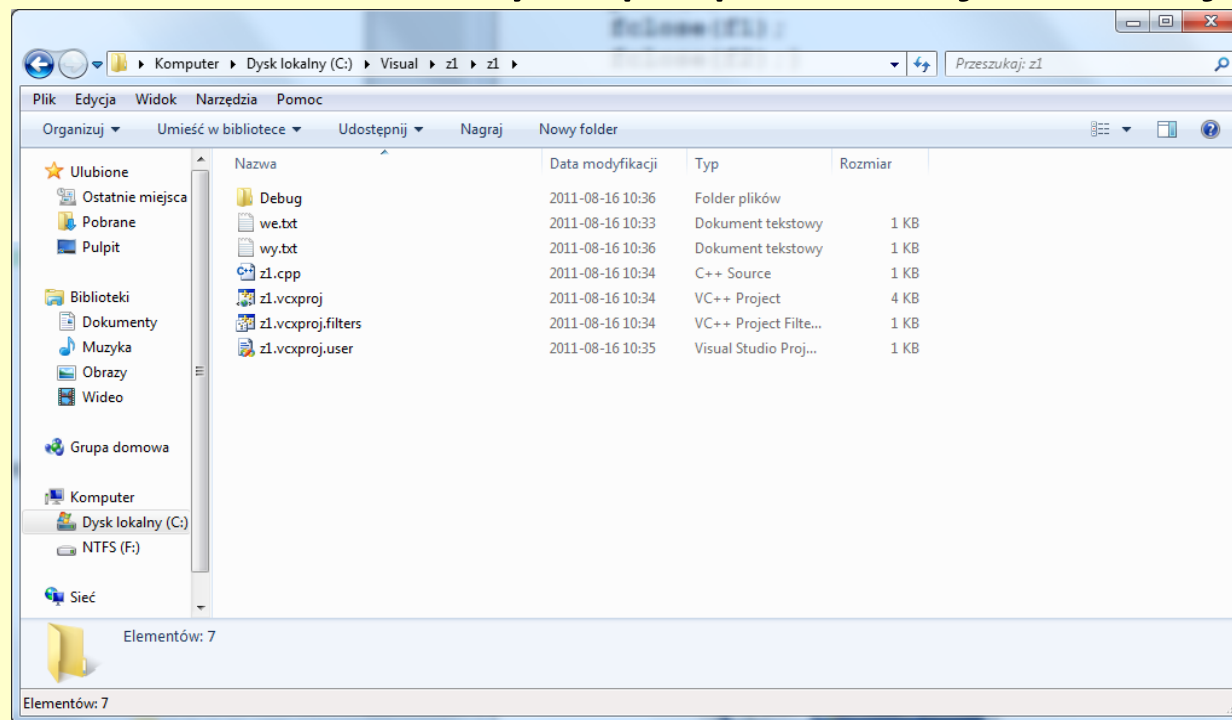 fclose(f1);
fclose(f2);}
Komputer Dysk lokalny (C:) Visual z1 z1
Przeszukaj: z1
Plik Edycja Widok Narzędzia Pomoc
Organizuj Umieść w bibliotece Udostępnij Nagraj Nowy folder
Nazwa Data modyfikacji Typ Rozmiar
Ulubione
Ostatnie miejsca
Pobrane
Pulpit
Biblioteki
Dokumenty
Muzyka
Obrazy
Wideo
Grupa domowa
Komputer
Dysk lokalny (C:)
NTFS (F:)
Sieć
Debug 2011-08-16 10:36 Folder plików
we.txt 2011-08-16 10:33 Dokument tekstowy 1 KB
wy.txt 2011-08-16 10:36 Dokument tekstowy 1 KB
z1.cpp 2011-08-16 10:34 C++ Source 1 KB
z1.vcxproj 2011-08-16 10:34 VC++ Project 4 KB
z1.vcxproj.filters 2011-08-16 10:34 VC++ Project Filte... 1 KB
z1.vcxproj.user 2011-08-16 10:35 Visual Studio Proj... 1 KB
Elementów: 7
Elementów: 7